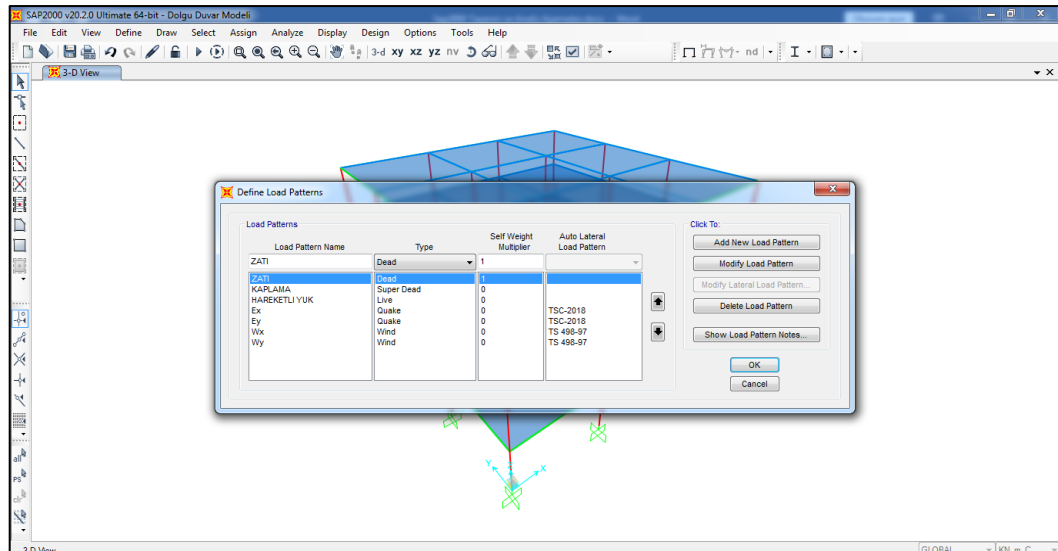 SAP2000 v20.2.0 Ultimate 64-bit - Dolgu Duvar Modeli
File Edit View Define Draw Select Assign Analyze Display Design Options Tools Help
3-d xy xz yz nv nd
3-D View
Define Load Patterns
Load Patterns
Click To:
Load Pattern Name Type Self Weight Multiplier Auto Lateral Load Pattern
ZATI Dead 1
ZATI Dead 1
KAPLAMA Super Dead 0
HAREKETLI YUK Live 0
Ex Quake 0 TSC-2018
Ey Quake 0 TSC-2018
Wx Wind 0 TS 498-97
Wy Wind 0 TS 498-97
Add New Load Pattern
Modify Load Pattern
Modify Lateral Load Pattern...
Delete Load Pattern
Show Load Pattern Notes...
OK
Cancel
Y X
all
PS
clr
3-D View GLOBAL KN, m, C